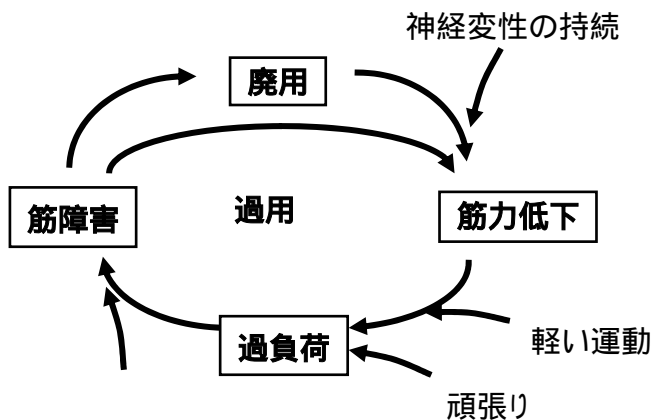 神経変性の持続
廃用
筋障害
過用
筋力低下
過負荷
軽い運動
頑張り